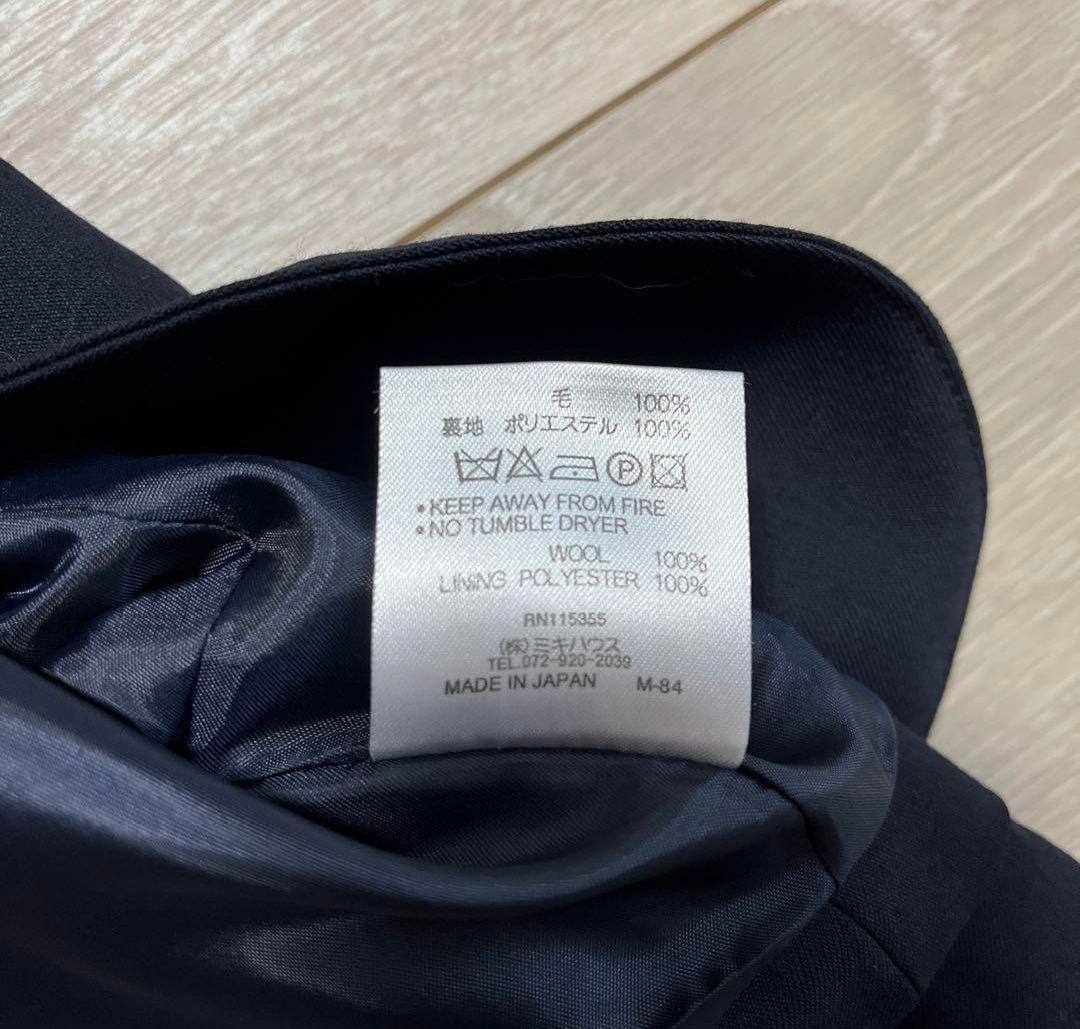 毛 100%
裏地 ポリエステル 100%
P
•KEEP AWAY FROM FIRE
•NO TUMBLE DRYER
WOOL 100%
LINING POLYESTER 100%
RN115355
(株)ミキハウス
TEL.072-920-2039
MADE IN JAPAN M-84